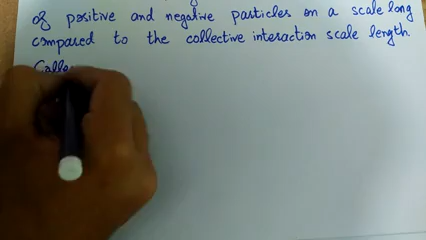 of positive and negative particles on a scale long
compared to the collective interaction scale length.